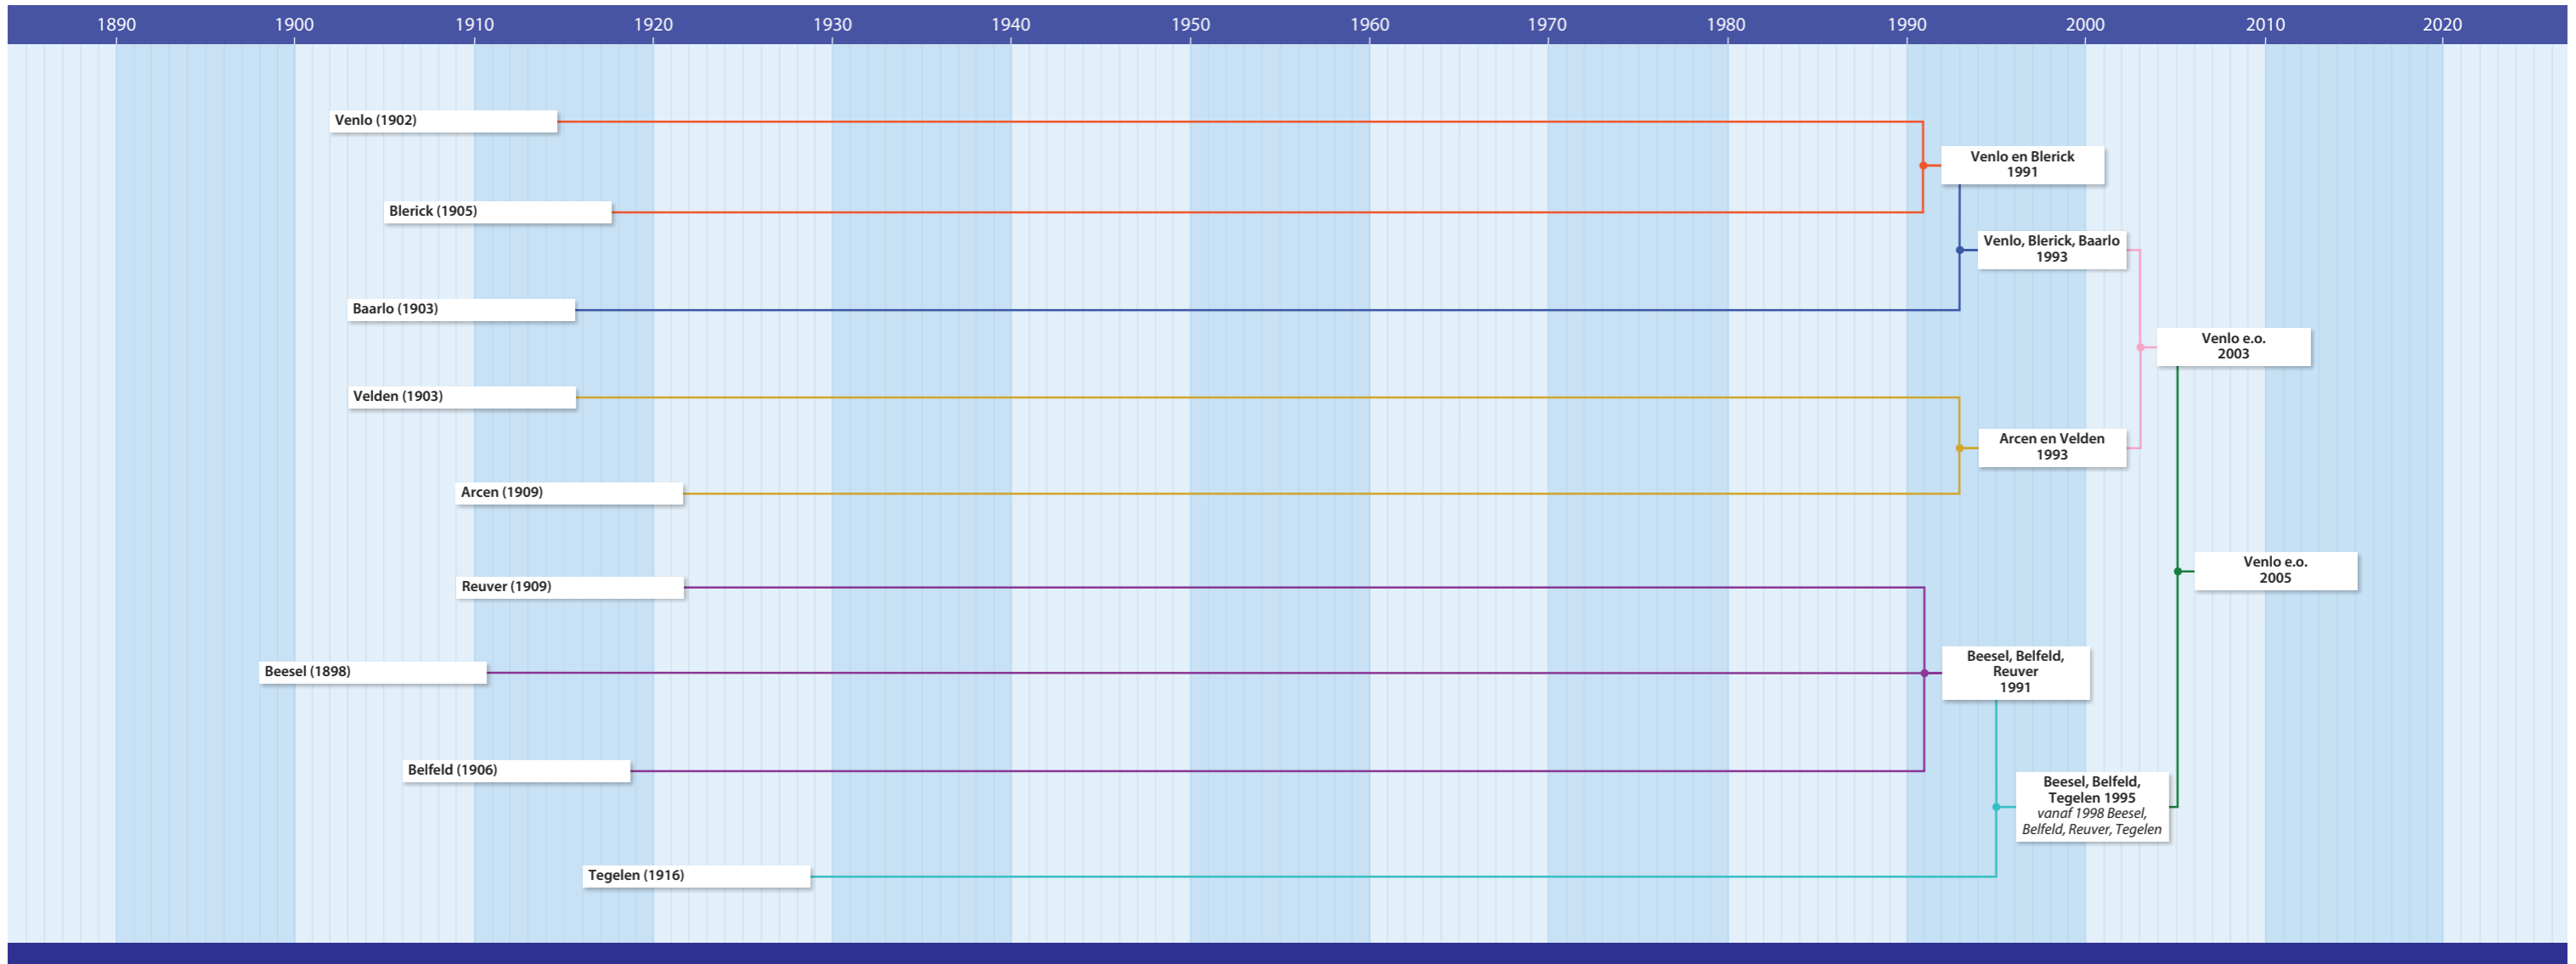 1890 1900 1910 1920 1930 1940 1950 1960 1970 1980 1990 2000 2010 2020
Venlo (1902)
Venlo en Blerick
1991
Blerick (1905)
Venlo, Blerick, Baarlo
1993
Baarlo (1903)
Venlo e.o.
2003
Velden (1903)
Arcen en Velden
1993
Arcen (1909)
Venlo e.o.
2005
Reuver (1909)
Beesel, Belfeld,
Reuver
1991
Beesel (1898)
Belfeld (1906)
Beesel, Belfeld,
Tegelen 1995
vanaf 1998 Beesel,
Belfeld, Reuver, Tegelen
Tegelen (1916)